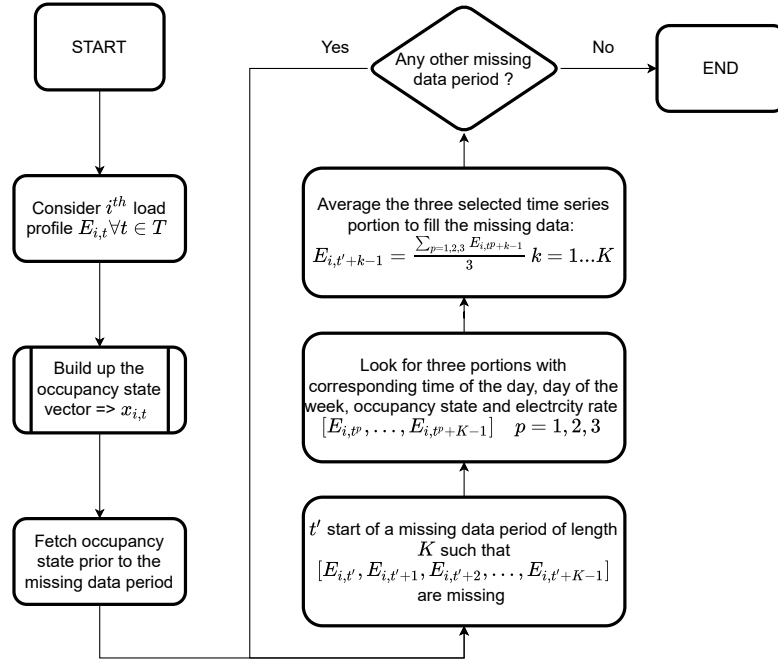 START
Consider $i^{th}$ load
profile $E_{i,t} \forall t \in T$
Build up the
occupancy state
vector => $x_{i,t}$
Fetch occupancy
state prior to the
missing data period
$t'$ start of a missing data period of length
$K$ such that
$[E_{i,t'}, E_{i,t'+1}, E_{i,t'+2}, \ldots, E_{i,t'+K-1}]$
are missing
Look for three portions with
corresponding time of the day, day of the
week, occupancy state and electrcity rate
$[E_{i,t^p}, \ldots, E_{i,t^p+K-1}] \quad p = 1, 2, 3$
Average the three selected time series
portion to fill the missing data:
$E_{i,t'+k-1} = \frac{\sum_{p=1,2,3} E_{i,t^p+k-1}}{3} \; k = 1...K$
Any other missing
data period ?
Yes
No
END